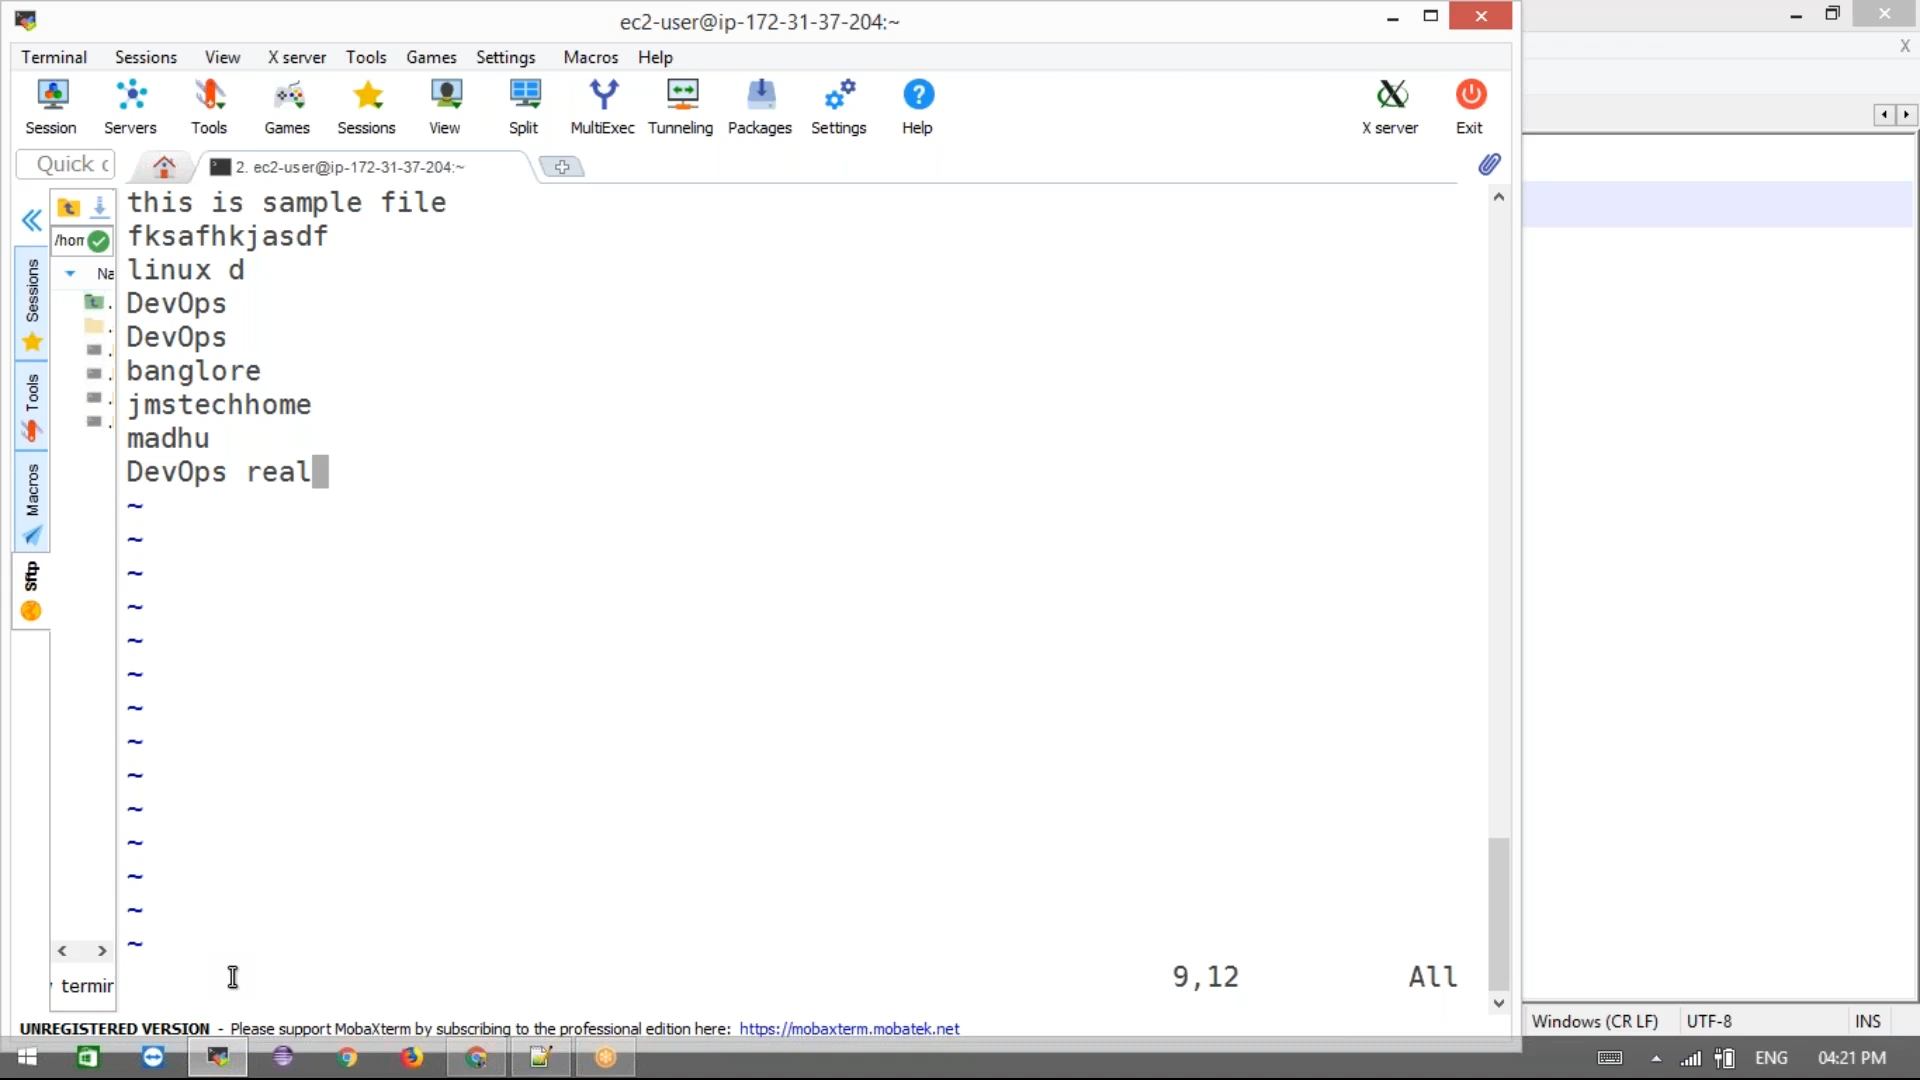 ec2-user@ip-172-31-37-204:~
Terminal Sessions View X server Tools Games Settings Macros Help
Session Servers Tools Games Sessions View Split MultiExec Tunneling Packages Settings Help X server Exit
Quick c
2. ec2-user@ip-172-31-37-204:~
X
/hom
Na
Sessions
Tools
Macros
Sftp
this is sample file
fksafhkjasdf
linux d
DevOps
DevOps
banglore
jmstechhome
madhu
DevOps real
~
~
~
~
~
~
~
~
~
~
~
~
~
~
9,12 All
termin
UNREGISTERED VERSION - Please support MobaXterm by subscribing to the professional edition here: https://mobaxterm.mobatek.net
Windows (CR LF) UTF-8 INS
ENG 04:21 PM